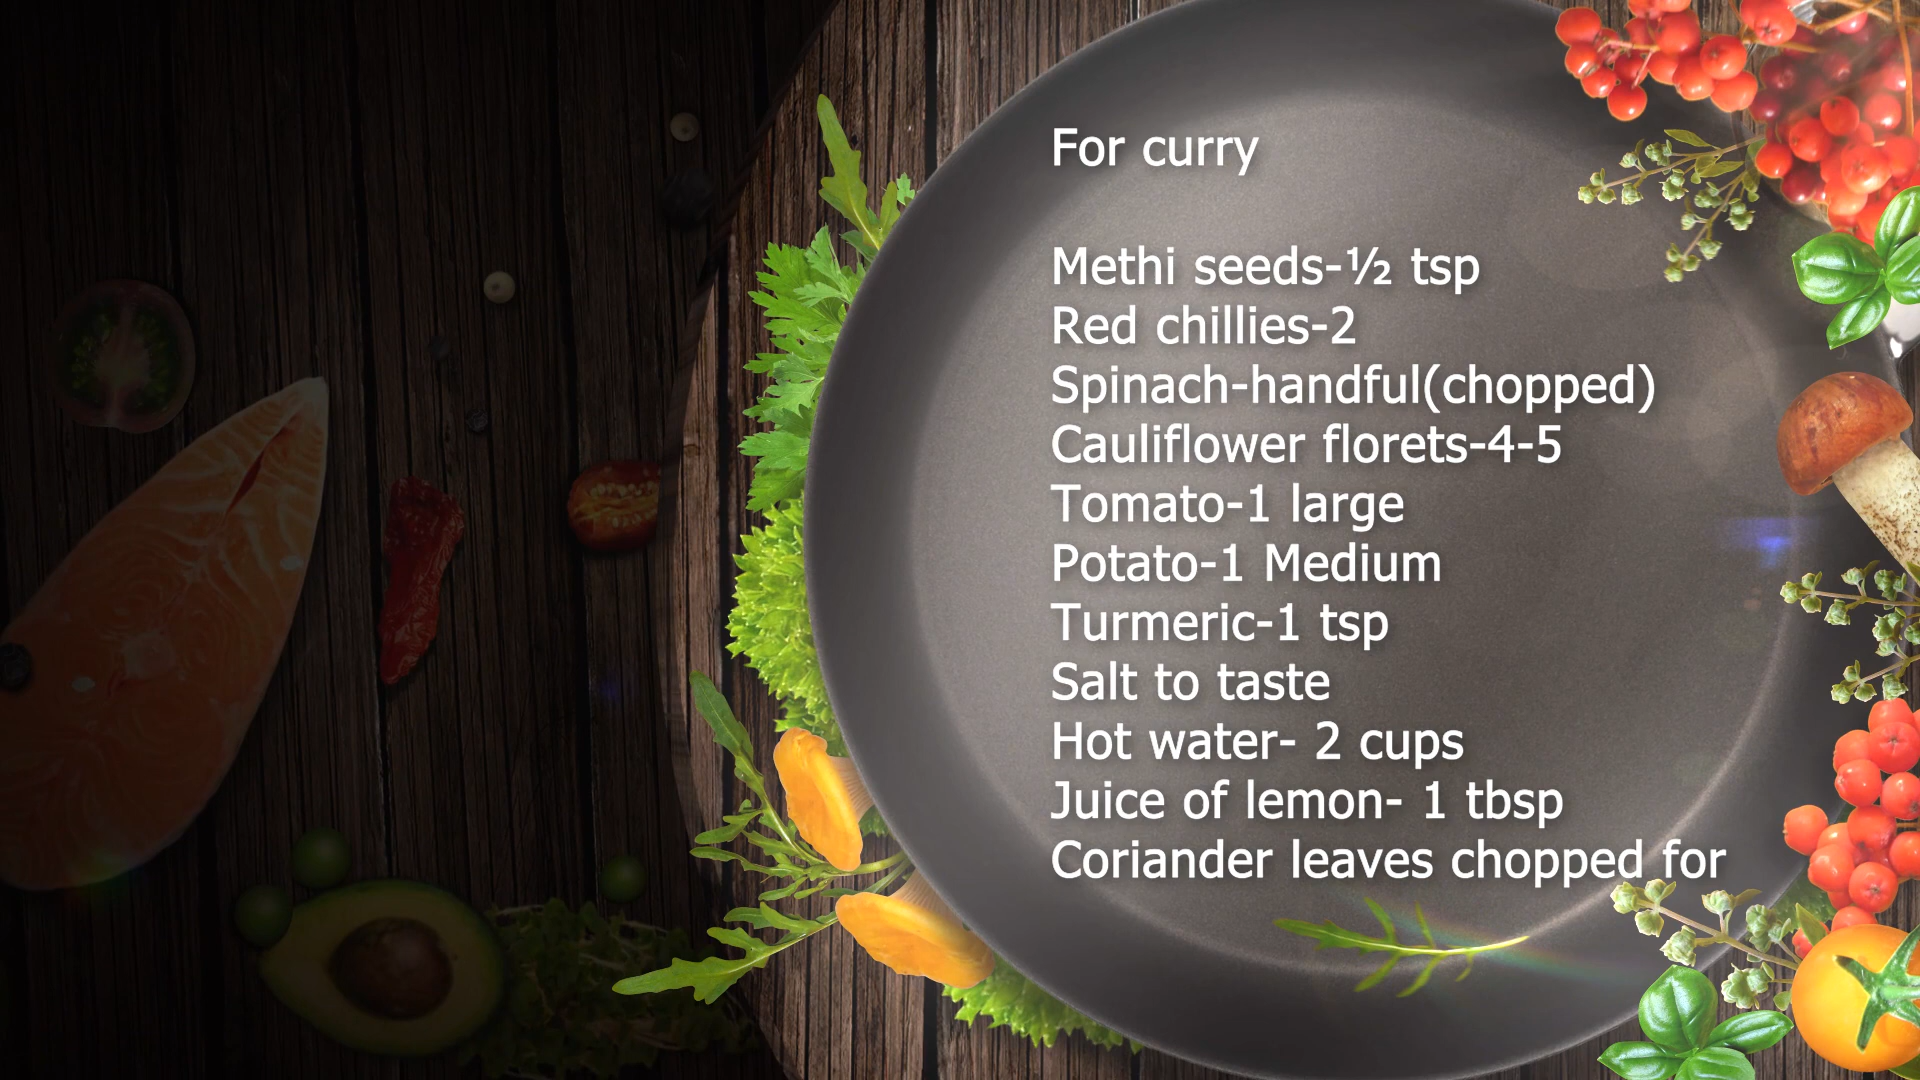 For curry
Methi seeds-½ tsp
Red chillies-2
Spinach-handful(chopped)
Cauliflower florets-4-5
Tomato-1 large
Potato-1 Medium
Turmeric-1 tsp
Salt to taste
Hot water- 2 cups
Juice of lemon- 1 tbsp
Coriander leaves chopped for